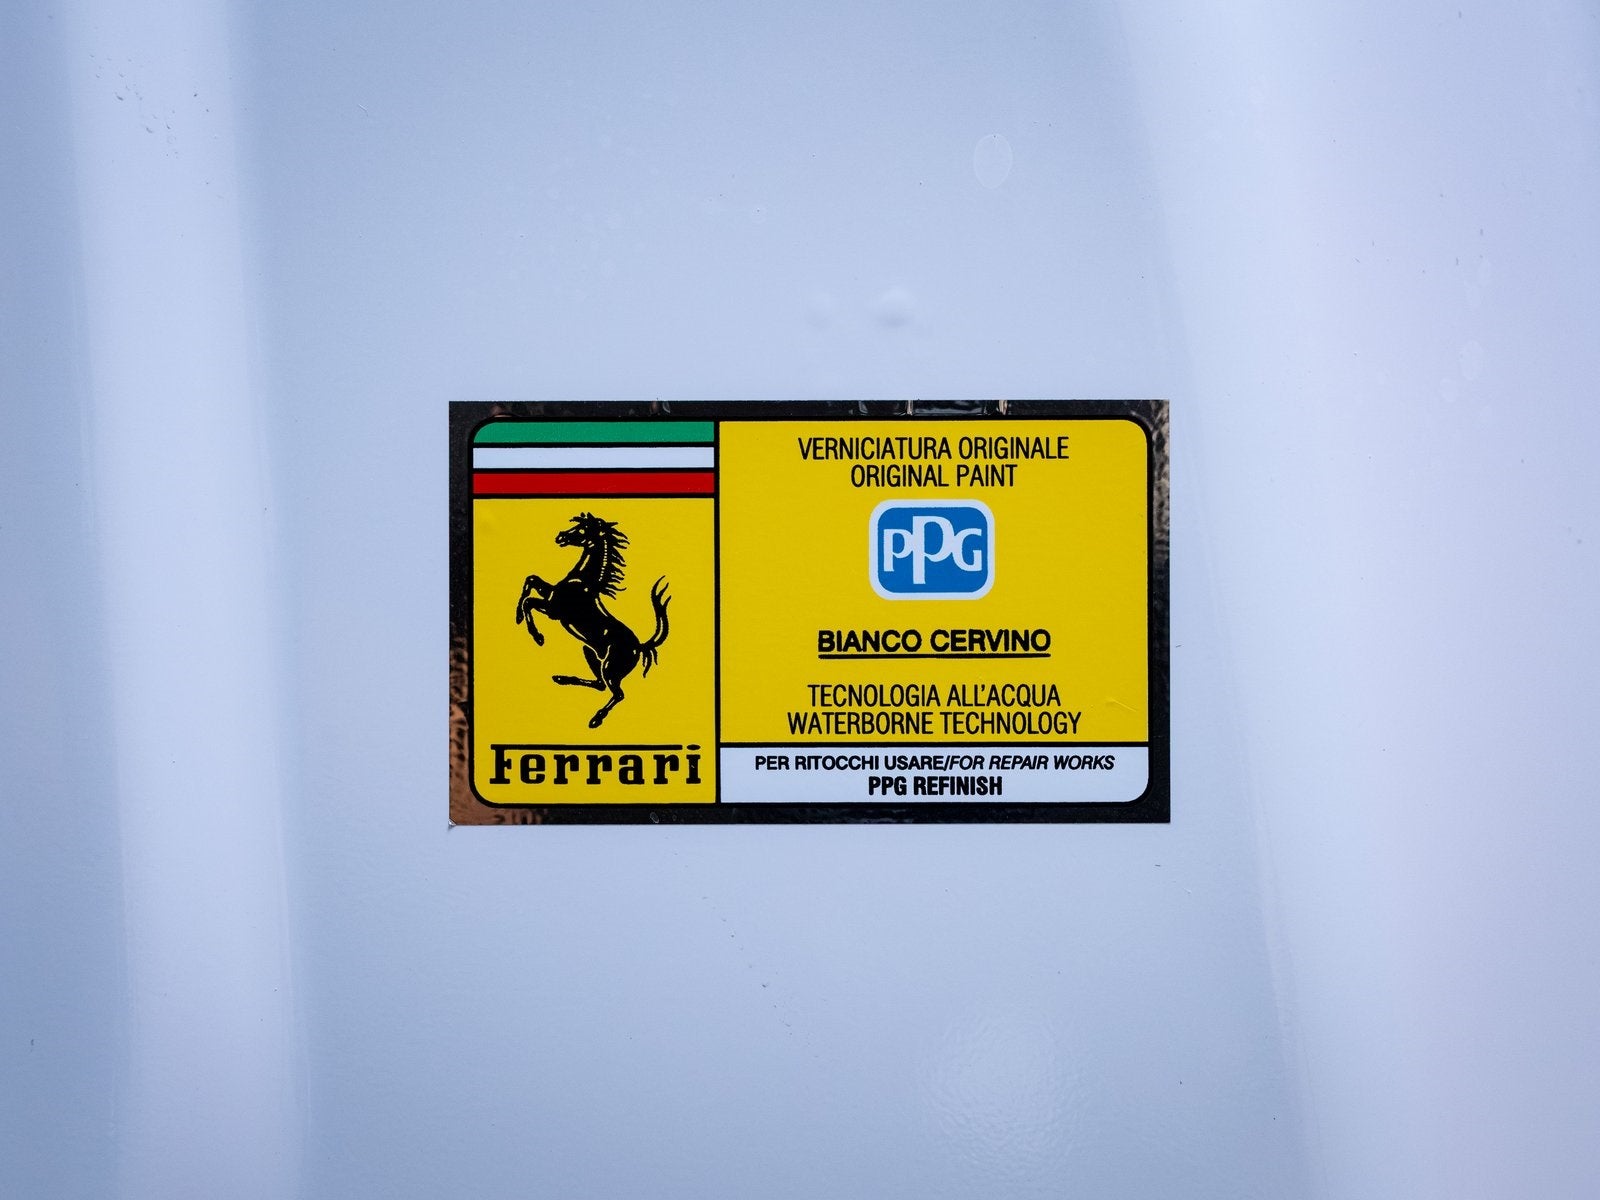 Ferrari
VERNICIATURA ORIGINALE
ORIGINAL PAINT
PPG
BIANCO CERVINO
TECNOLOGIA ALL'ACQUA
WATERBORNE TECHNOLOGY
PER RITOCCHI USARE/FOR REPAIR WORKS
PPG REFINISH